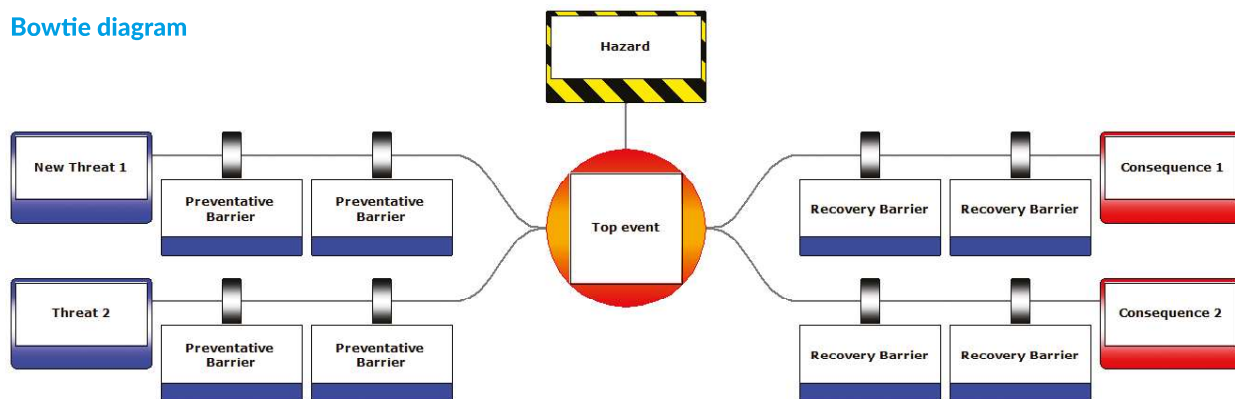 Bowtie diagram
Hazard
New Threat 1
Preventative
Barrier
Preventative
Barrier
Top event
Recovery Barrier
Recovery Barrier
Consequence 1
Threat 2
Preventative
Barrier
Preventative
Barrier
Recovery Barrier
Recovery Barrier
Consequence 2